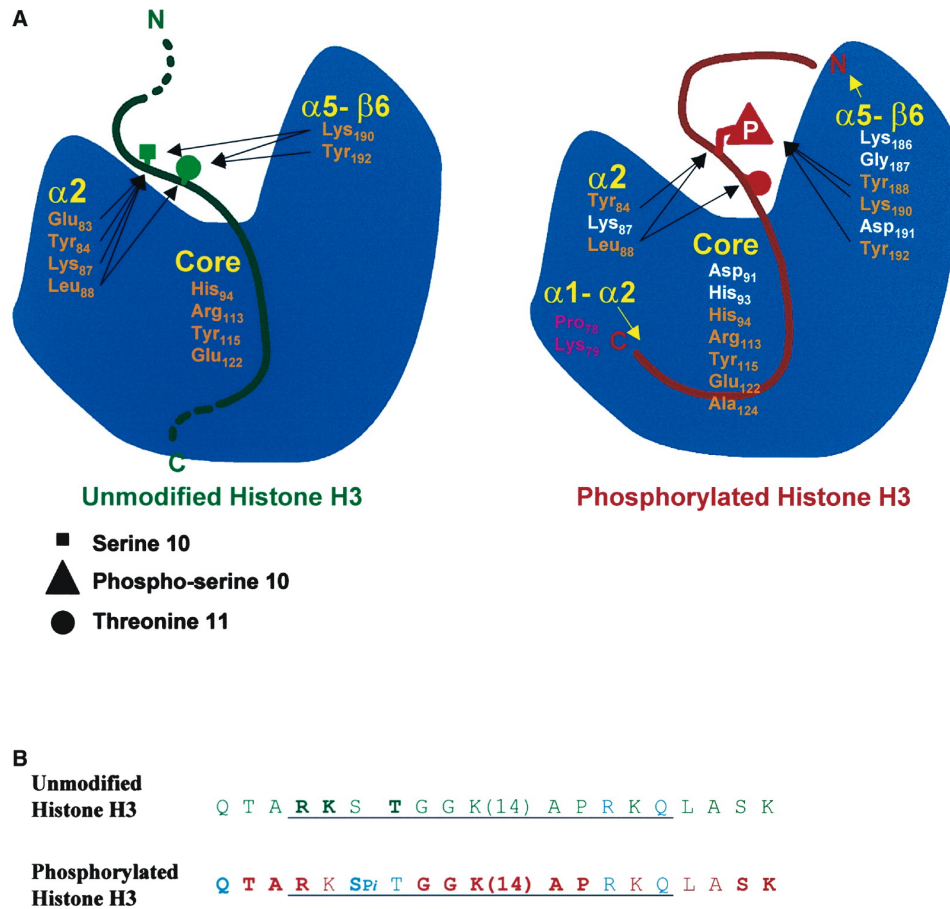 A
N
α5- β6
Lys190
Tyr192
α2
Glu83
Tyr84
Lys87
Leu88
Core
His94
Arg113
Tyr115
Glu122
C
Unmodified Histone H3
N
α5- β6
Lys186
Gly187
Tyr188
Lys190
Asp191
Tyr192
P
α2
Tyr84
Lys87
Leu88
Core
Asp91
His93
His94
Arg113
Tyr115
Glu122
Ala124
α1- α2
Pro78
Lys79
C
Phosphorylated Histone H3
Serine 10
Phospho-serine 10
Threonine 11
B
Unmodified
Histone H3
Q T A R K S T G G K(14) A P R K Q L A S K
Phosphorylated
Histone H3
Q T A R K SPi T G G K(14) A P R K Q L A S K